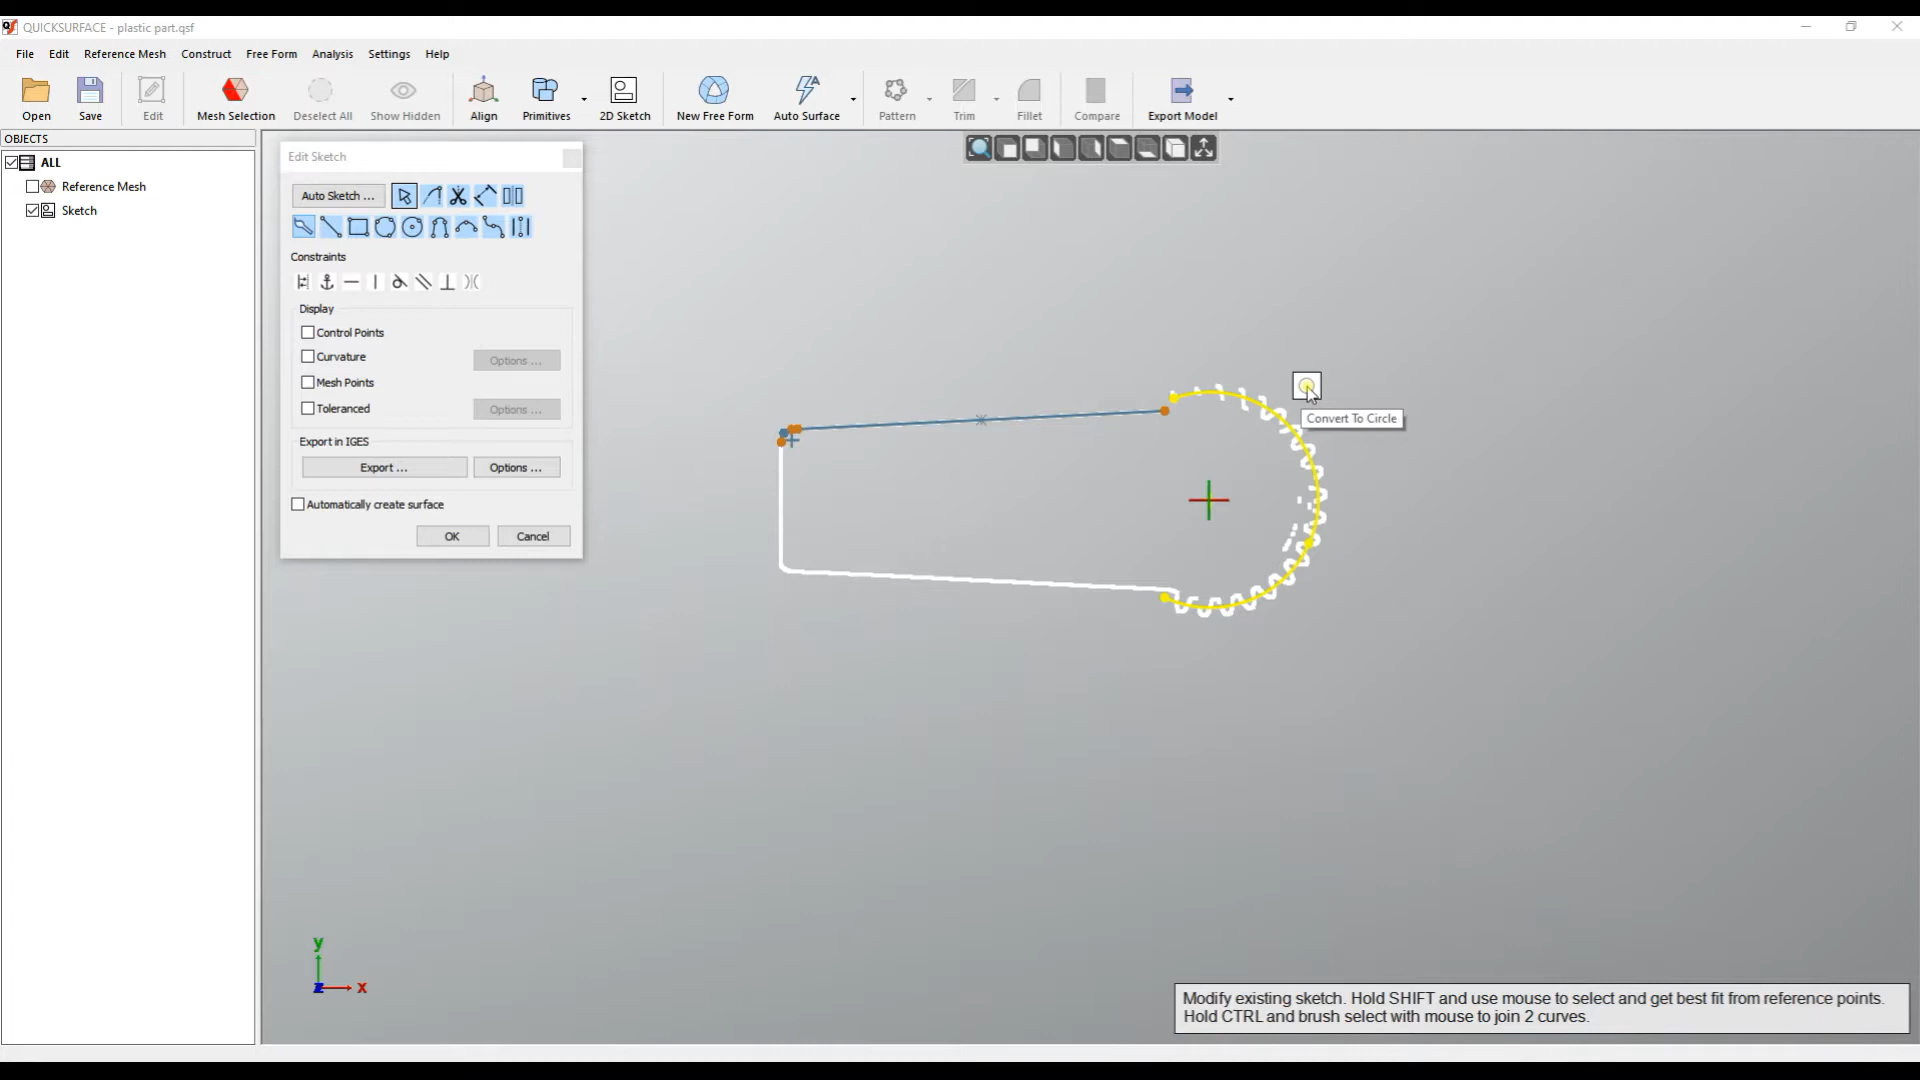 QUICKSURFACE - plastic part.qsf
File Edit Reference Mesh Construct Free Form Analysis Settings Help
Open Save Edit Mesh Selection Deselect All Show Hidden Align Primitives 2D Sketch New Free Form Auto Surface Pattern Trim Fillet Compare Export Model
OBJECTS
ALL
Reference Mesh
Sketch
Edit Sketch
Auto Sketch ...
Constraints
Display
Control Points
Curvature
Options ...
Mesh Points
Toleranced
Options ...
Export in IGES
Export ...
Options ...
Automatically create surface
OK
Cancel
Convert To Circle
y
z
x
Modify existing sketch. Hold SHIFT and use mouse to select and get best fit from reference points.
Hold CTRL and brush select with mouse to join 2 curves.